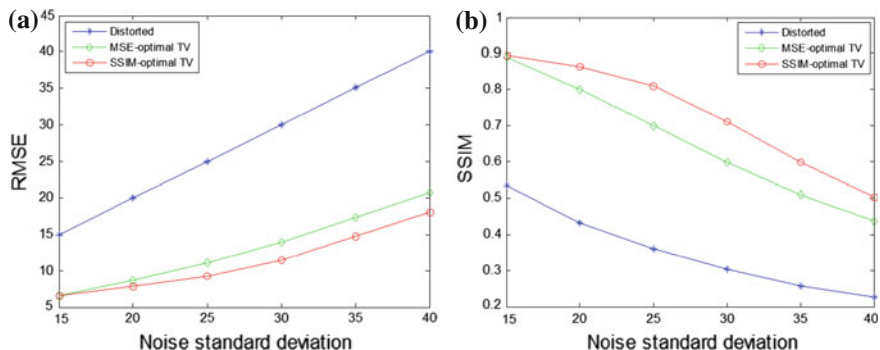 (a)
45
40
35
30
25
20
15
10
5
RMSE
Distorted
MSE-optimal TV
SSIM-optimal TV
15 20 25 30 35 40
Noise standard deviation
(b)
1
0.9
0.8
0.7
0.6
0.5
0.4
0.3
0.2
SSIM
Distorted
MSE-optimal TV
SSIM-optimal TV
15 20 25 30 35 40
Noise standard deviation